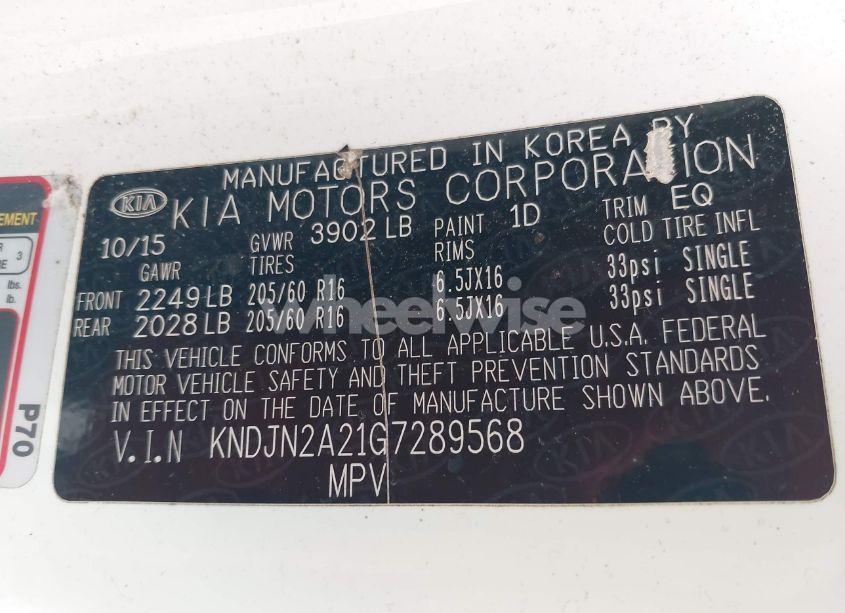 MANUFACTURED IN KOREA BY
KIA KIA MOTORS CORPORATION
10/15 GVWR 3902 LB PAINT 1D TRIM EQ
GAWR TIRES RIMS COLD TIRE INFL
FRONT 2249 LB 205/60 R16 6.5JX16 33psi SINGLE
REAR 2028 LB 205/60 R16 6.5JX16 33psi SINGLE
THIS VEHICLE CONFORMS TO ALL APPLICABLE U.S.A. FEDERAL
MOTOR VEHICLE SAFETY AND THEFT PREVENTION STANDARDS
IN EFFECT ON THE DATE OF MANUFACTURE SHOWN ABOVE.
V.I.N KNDJN2A21G7289568
MPV
wheelwise
3
lbs.
lb.
P70